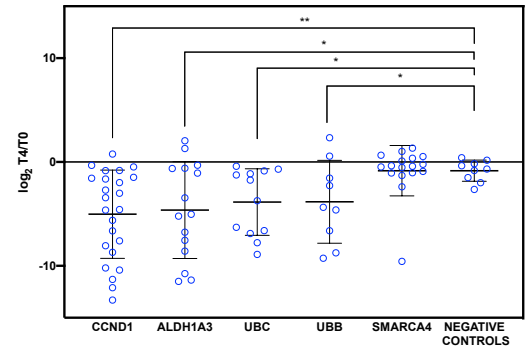 **
*
*
*
10
0
-10
log2 T4/T0
CCND1 ALDH1A3 UBC UBB SMARCA4 NEGATIVE
CONTROLS